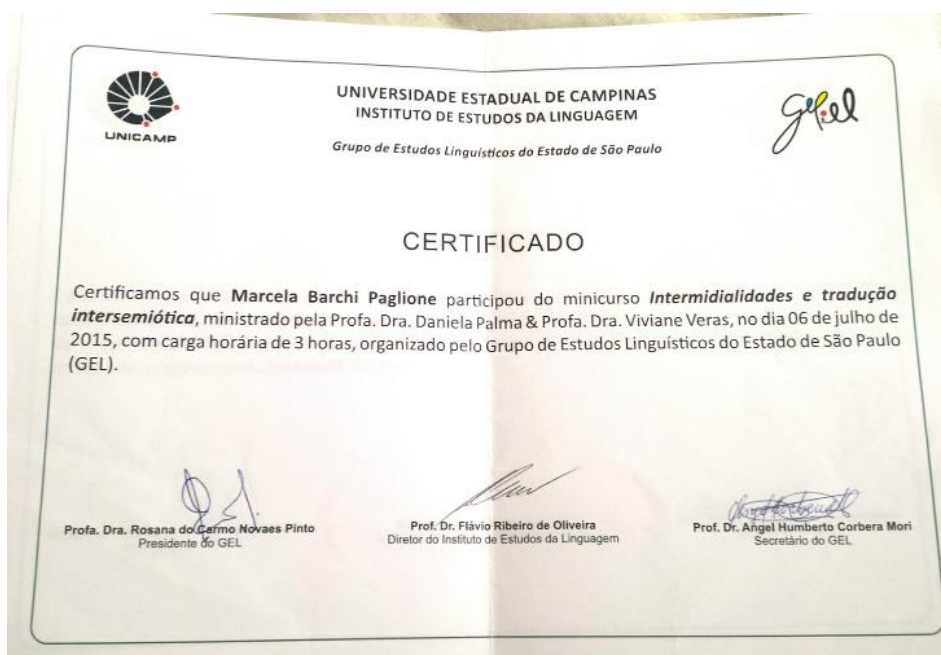 UNICAMP
UNIVERSIDADE ESTADUAL DE CAMPINAS
INSTITUTO DE ESTUDOS DA LINGUAGEM
Grupo de Estudos Linguísticos do Estado de São Paulo
CERTIFICADO
Certificamos que Marcela Barchi Paglione participou do minicurso Intermidialidades e tradução
intersemiótica, ministrado pela Profa. Dra. Daniela Palma & Profa. Dra. Viviane Veras, no dia 06 de julho de
2015, com carga horária de 3 horas, organizado pelo Grupo de Estudos Linguísticos do Estado de São Paulo
(GEL).
Profa. Dra. Rosana do Carmo Novaes Pinto
Presidente do GEL
Prof. Dr. Flávio Ribeiro de Oliveira
Diretor do Instituto de Estudos da Linguagem
Prof. Dr. Angel Humberto Corbera Mori
Secretário do GEL